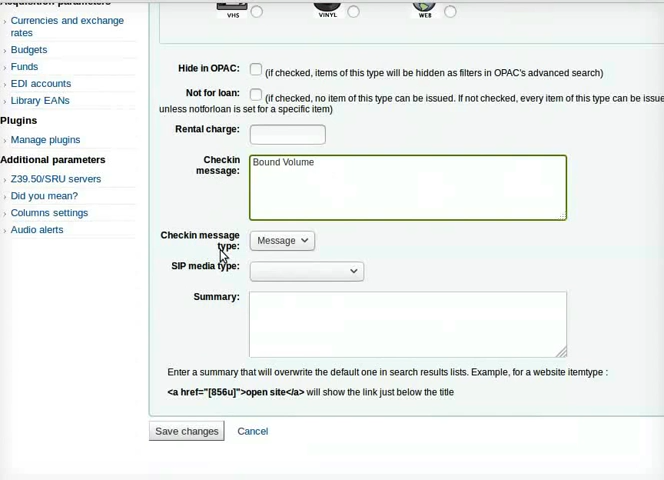 Acquisition parameters
› Currencies and exchange
rates
› Budgets
› Funds
› EDI accounts
› Library EANs
Plugins
› Manage plugins
Additional parameters
› Z39.50/SRU servers
› Did you mean?
› Columns settings
› Audio alerts
VHS
VINYL
WEB
Hide in OPAC: (if checked, items of this type will be hidden as filters in OPAC's advanced search)
Not for loan: (if checked, no item of this type can be issued. If not checked, every item of this type can be issue
unless notforloan is set for a specific item)
Rental charge:
Checkin
message:
Bound Volume
Checkin message
type:
Message
SIP media type:
Summary:
Enter a summary that will overwrite the default one in search results lists. Example, for a website itemtype :
<a href="[856u]">open site</a> will show the link just below the title
Save changes Cancel